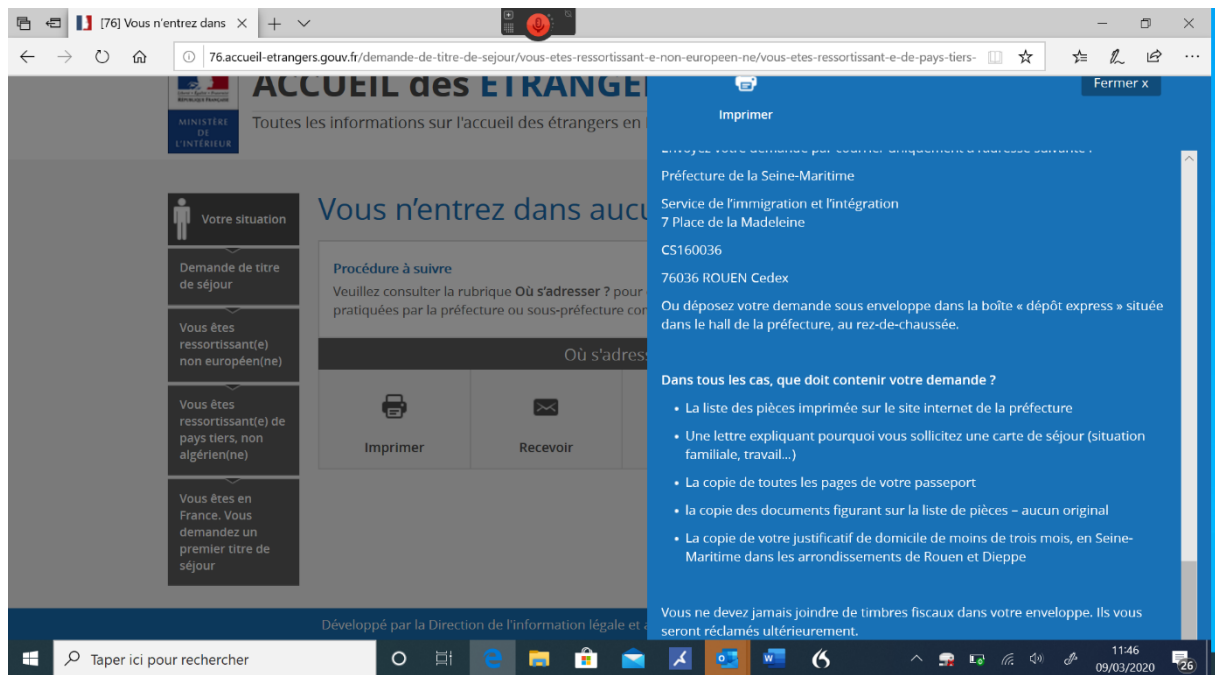 [76] Vous n'entrez dans
76.accueil-etrangers.gouv.fr/demande-de-titre-de-sejour/vous-etes-ressortissant-e-non-europeen-ne/vous-etes-ressortissant-e-de-pays-tiers-
MINISTÈRE
DE
L'INTÉRIEUR
ACCUEIL des ETRANGE
Toutes les informations sur l'accueil des étrangers en
Votre situation
Demande de titre
de séjour
Vous êtes
ressortissant(e)
non européen(ne)
Vous êtes
ressortissant(e) de
pays tiers, non
algérien(ne)
Vous êtes en
France. Vous
demandez un
premier titre de
séjour
Vous n'entrez dans aucu
Procédure à suivre
Veuillez consulter la rubrique Où s'adresser ? pour
pratiquées par la préfecture ou sous-préfecture con
Où s'adress
Imprimer
Recevoir
Développé par la Direction de l'information légale et a
Imprimer
Fermer x
Envoyez votre demande par courrier uniquement à l'adresse suivante :
Préfecture de la Seine-Maritime
Service de l'immigration et l'intégration
7 Place de la Madeleine
CS160036
76036 ROUEN Cedex
Ou déposez votre demande sous enveloppe dans la boîte « dépôt express » située
dans le hall de la préfecture, au rez-de-chaussée.
Dans tous les cas, que doit contenir votre demande ?
• La liste des pièces imprimée sur le site internet de la préfecture
• Une lettre expliquant pourquoi vous sollicitez une carte de séjour (situation
familiale, travail...)
• La copie de toutes les pages de votre passeport
• la copie des documents figurant sur la liste de pièces – aucun original
• La copie de votre justificatif de domicile de moins de trois mois, en Seine-
Maritime dans les arrondissements de Rouen et Dieppe
Vous ne devez jamais joindre de timbres fiscaux dans votre enveloppe. Ils vous
seront réclamés ultérieurement.
Taper ici pour rechercher
11:46
09/03/2020
26